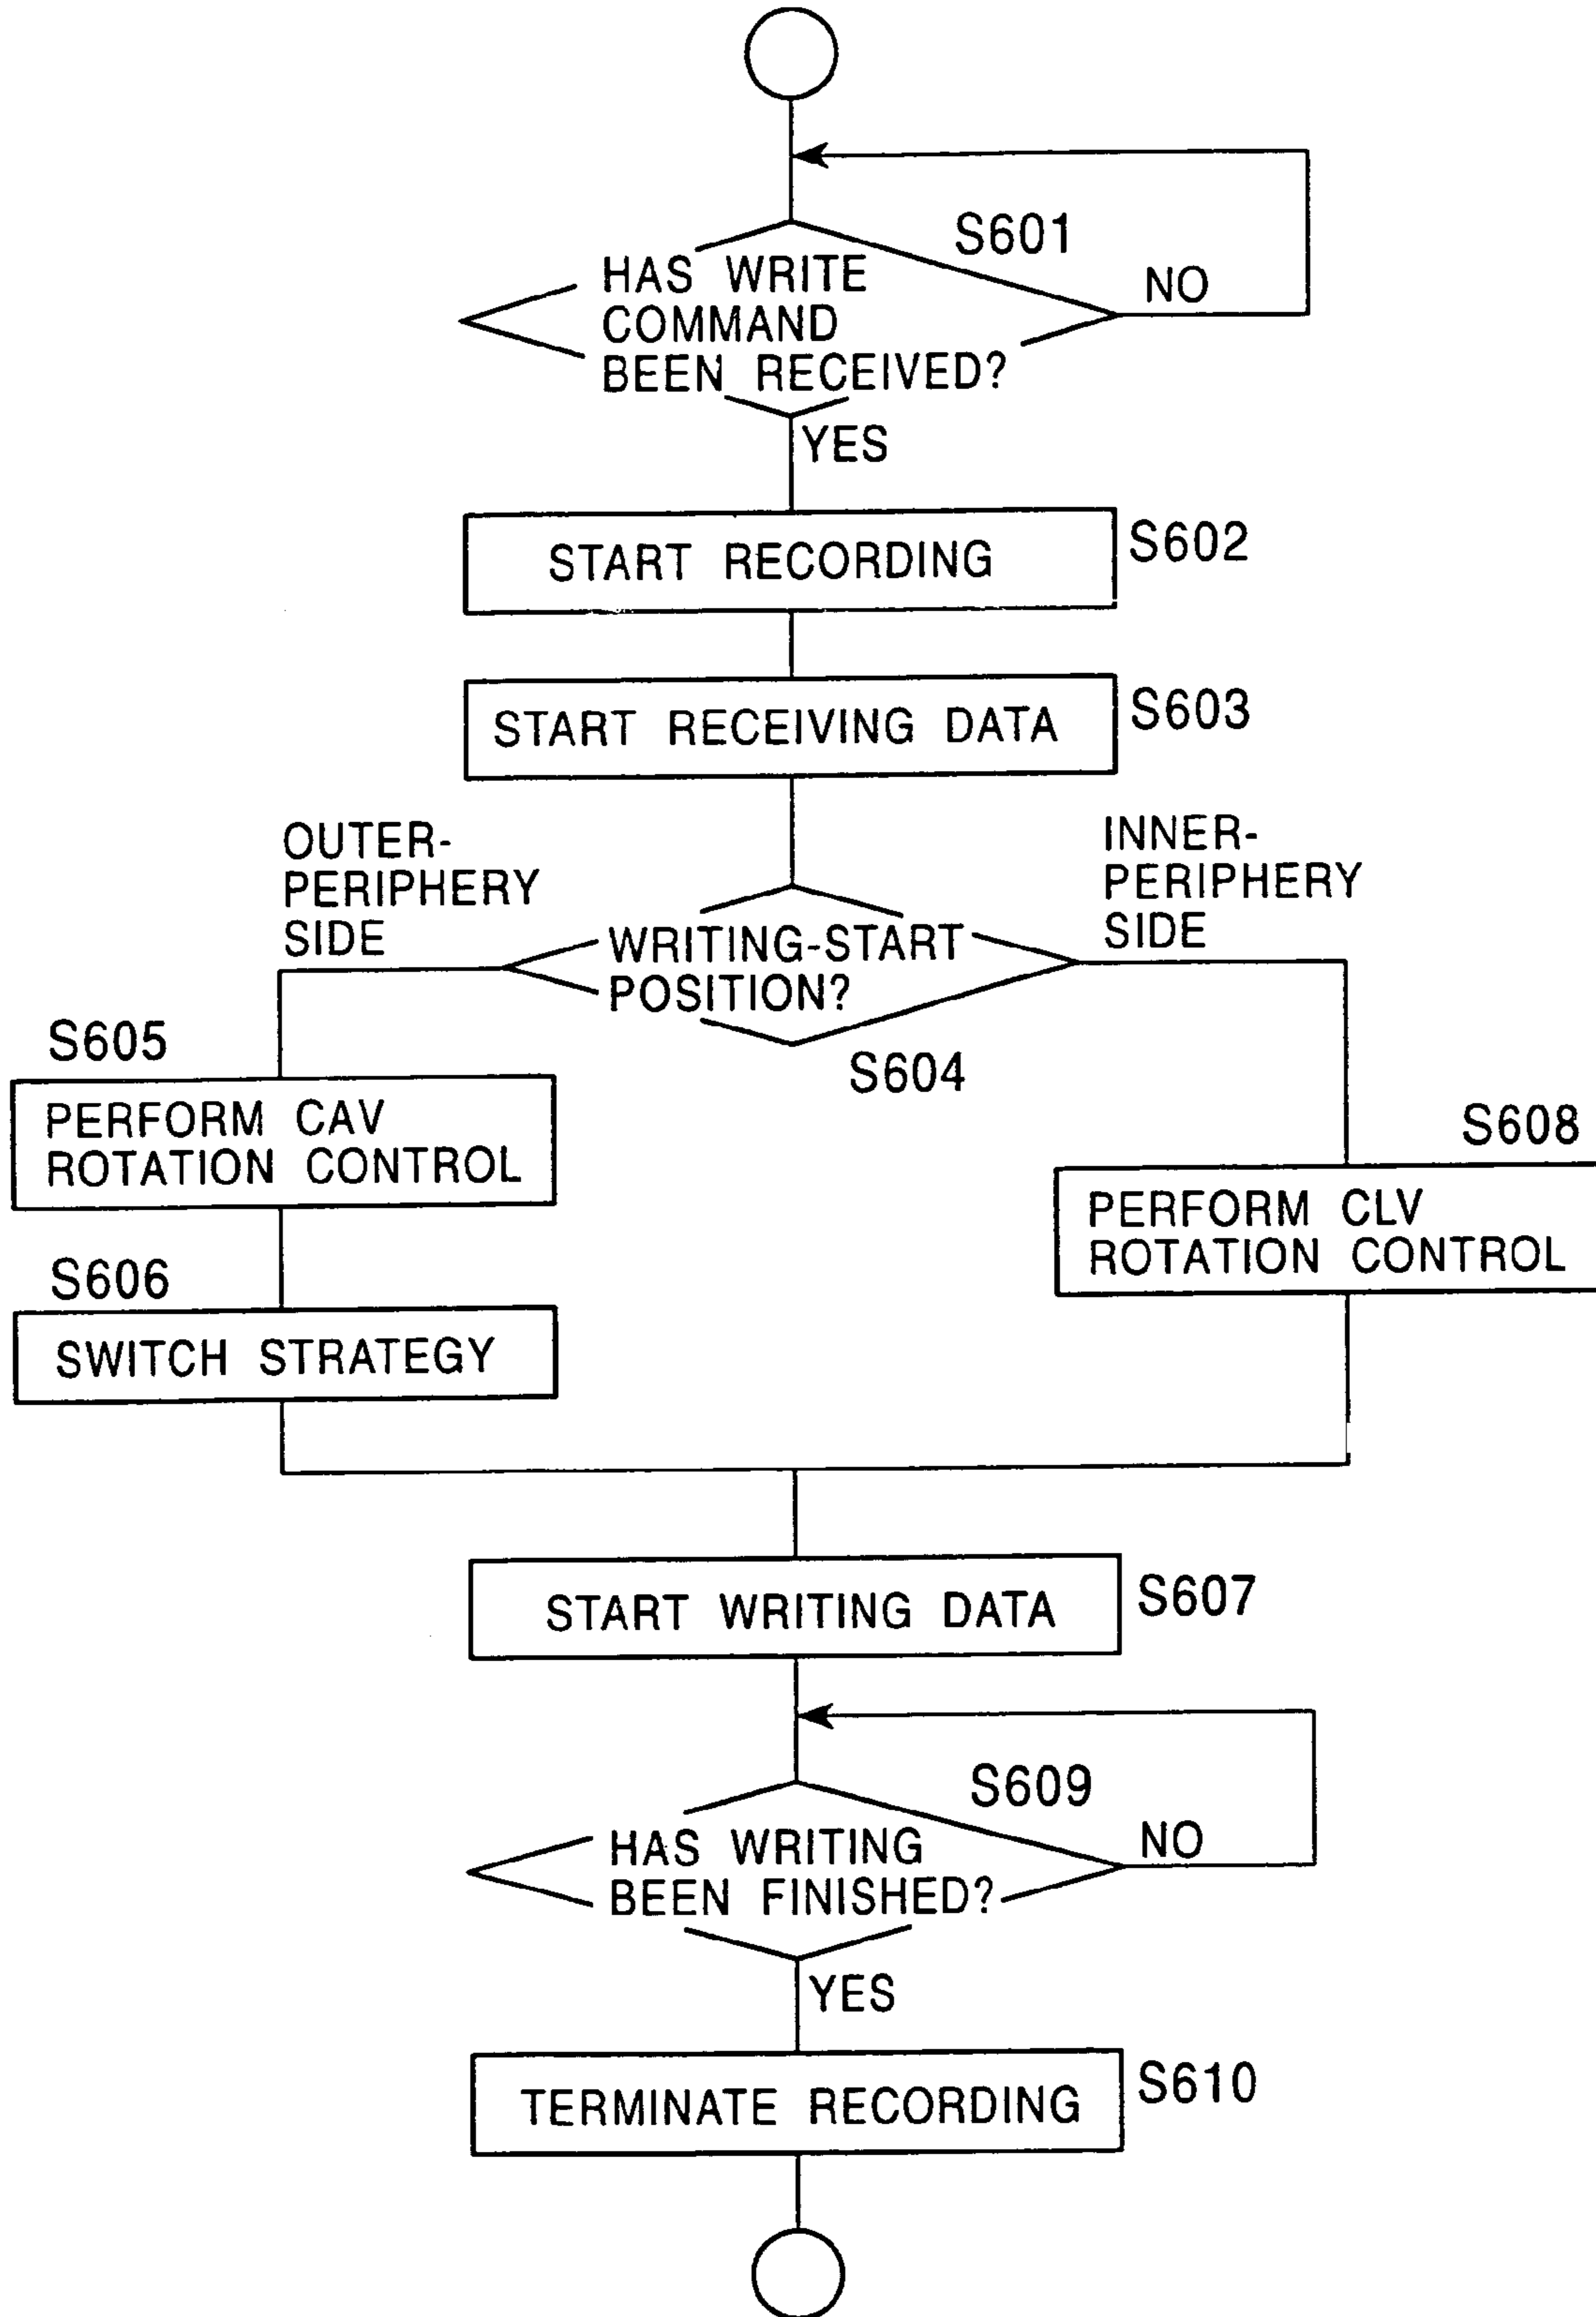 S601
HAS WRITE
COMMAND
BEEN RECEIVED?
NO
YES
START RECORDING
S602
START RECEIVING DATA
S603
OUTER-
PERIPHERY
SIDE
INNER-
PERIPHERY
SIDE
WRITING-START
POSITION?
S604
S605
PERFORM CAV
ROTATION CONTROL
S606
SWITCH STRATEGY
S608
PERFORM CLV
ROTATION CONTROL
START WRITING DATA
S607
S609
HAS WRITING
BEEN FINISHED?
NO
YES
TERMINATE RECORDING
S610